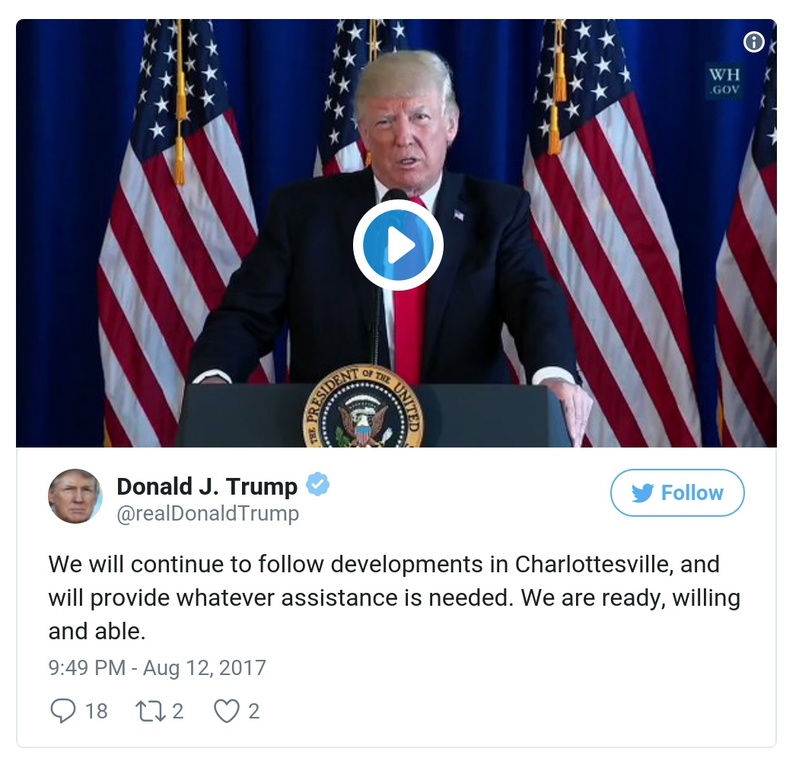 WH
.GOV
PRESIDENT OF THE UNITED
Donald J. Trump
@realDonaldTrump
Follow
We will continue to follow developments in Charlottesville, and
will provide whatever assistance is needed. We are ready, willing
and able.
9:49 PM - Aug 12, 2017
18 2 2